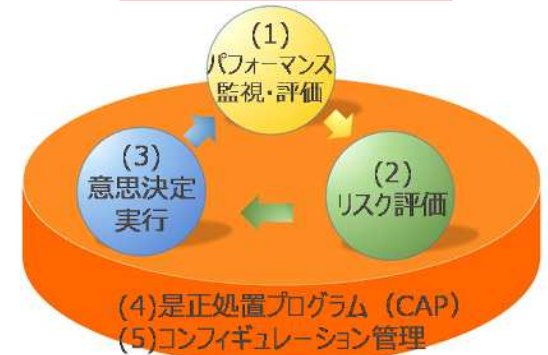 (1)
パフォーマンス
監視・評価
(2)
リスク評価
(3)
意思決定
実行
(4)是正処置プログラム（CAP）
(5)コンフィギュレーション管理